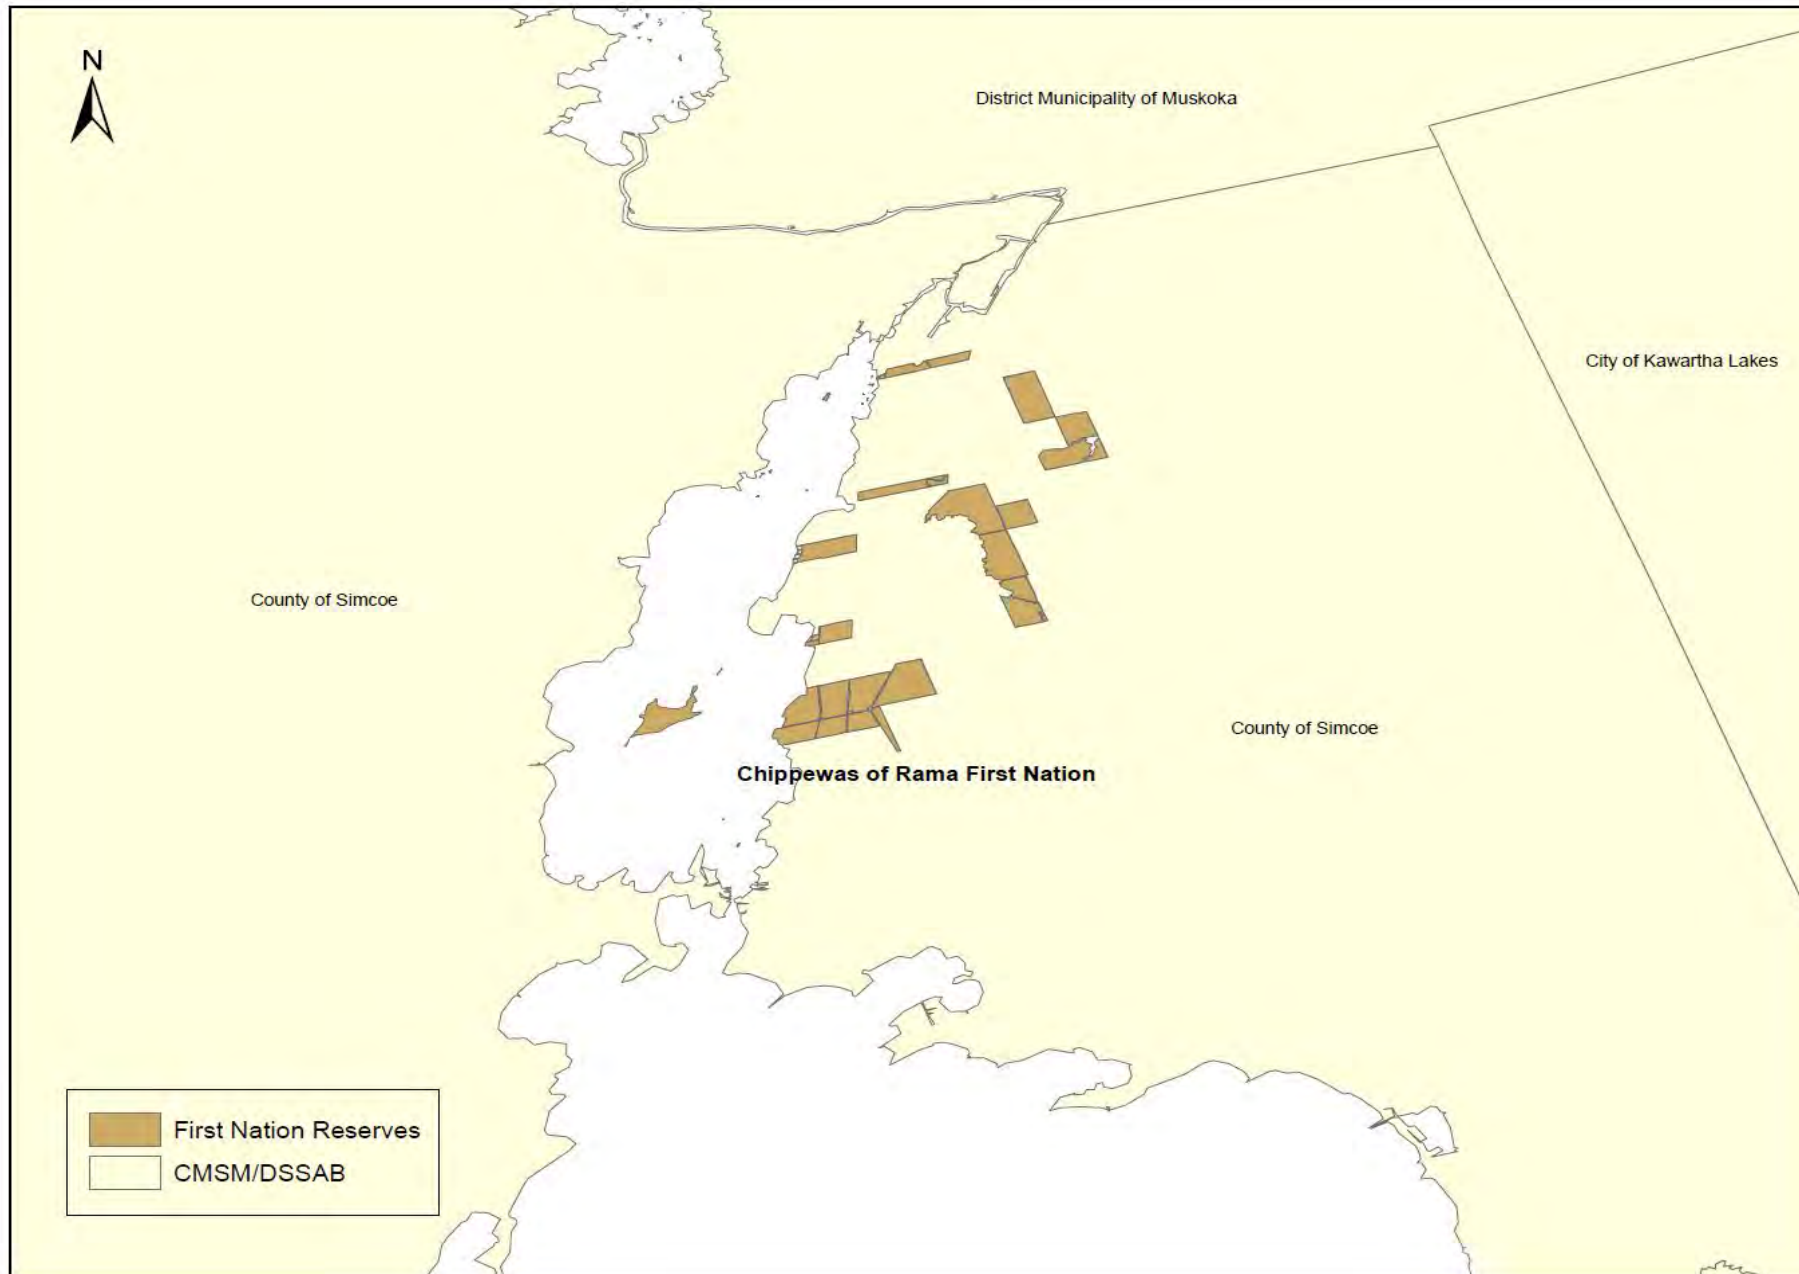 N
District Municipality of Muskoka
City of Kawartha Lakes
County of Simcoe
County of Simcoe
Chippewas of Rama First Nation
First Nation Reserves
CMSM/DSSAB